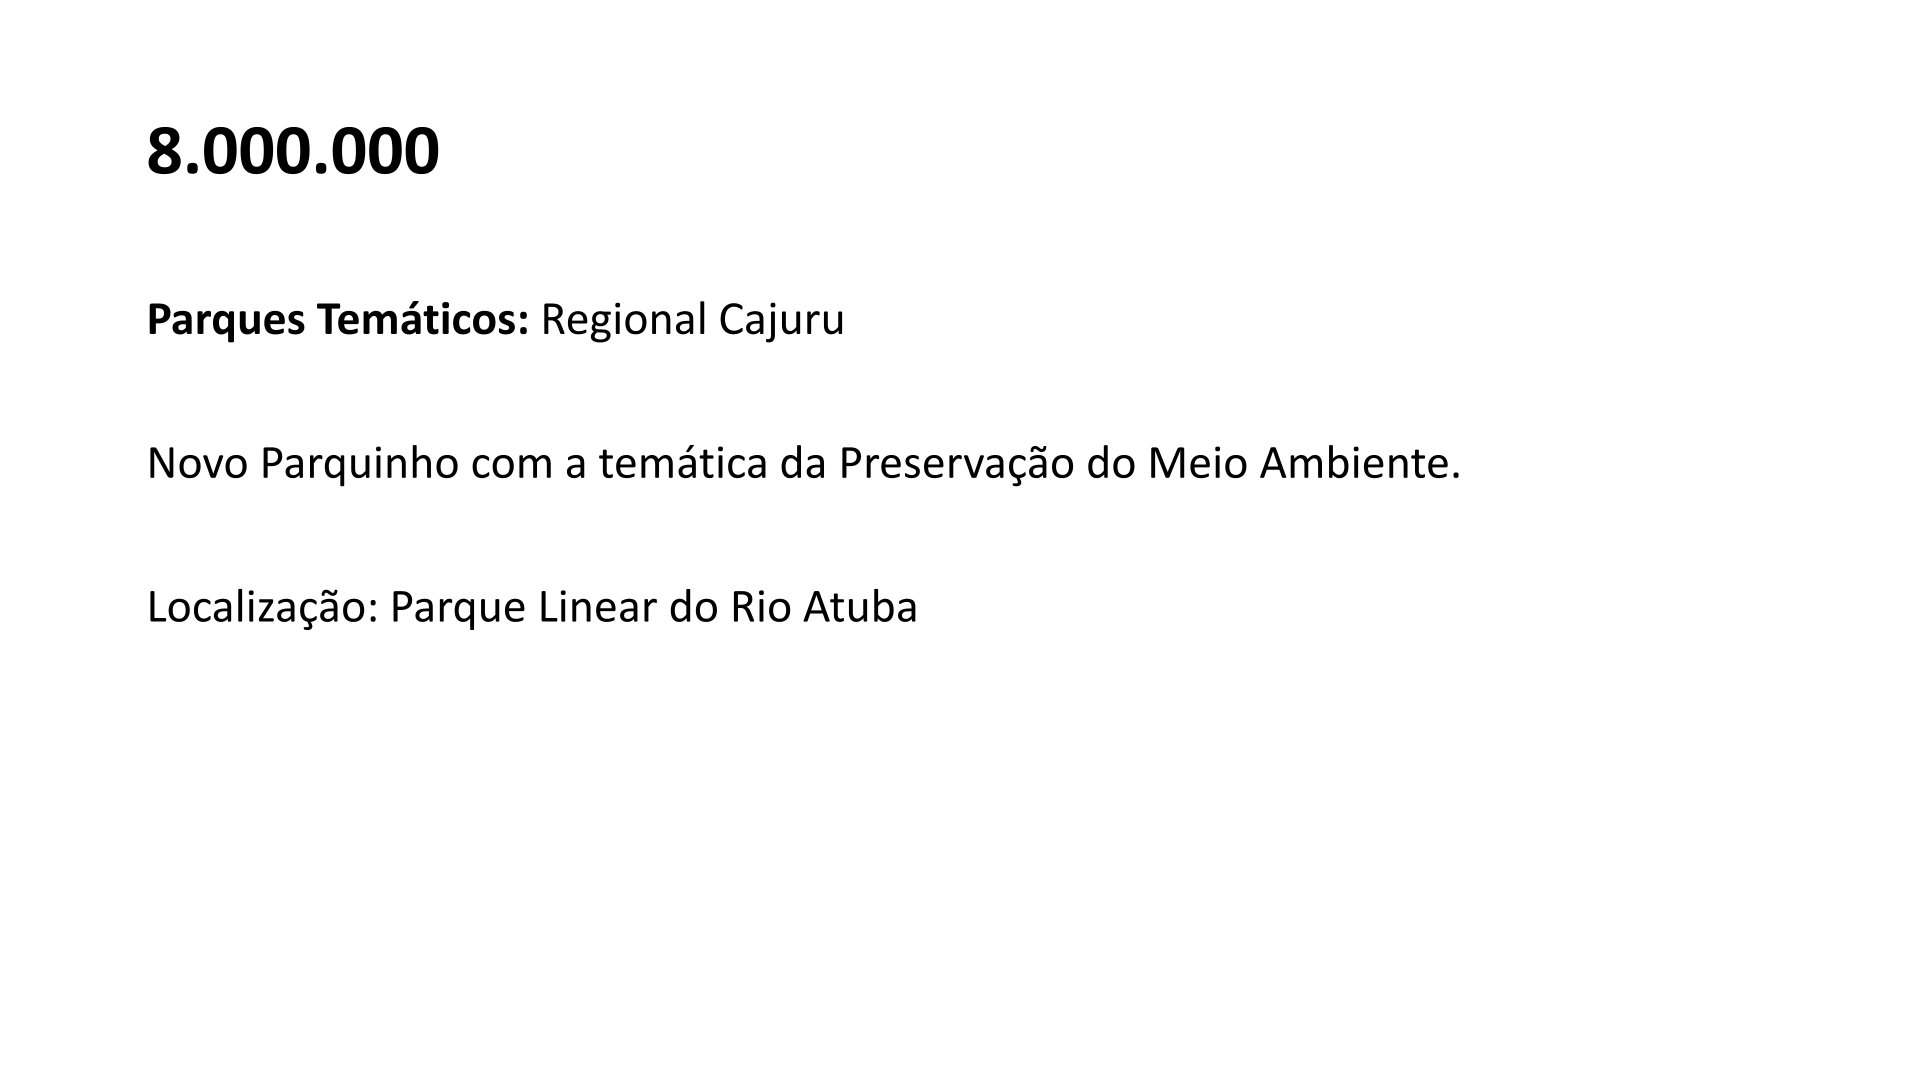 8.000.000
Parques Temáticos: Regional Cajuru
Novo Parquinho com a temática da Preservação do Meio Ambiente.
Localização: Parque Linear do Rio Atuba